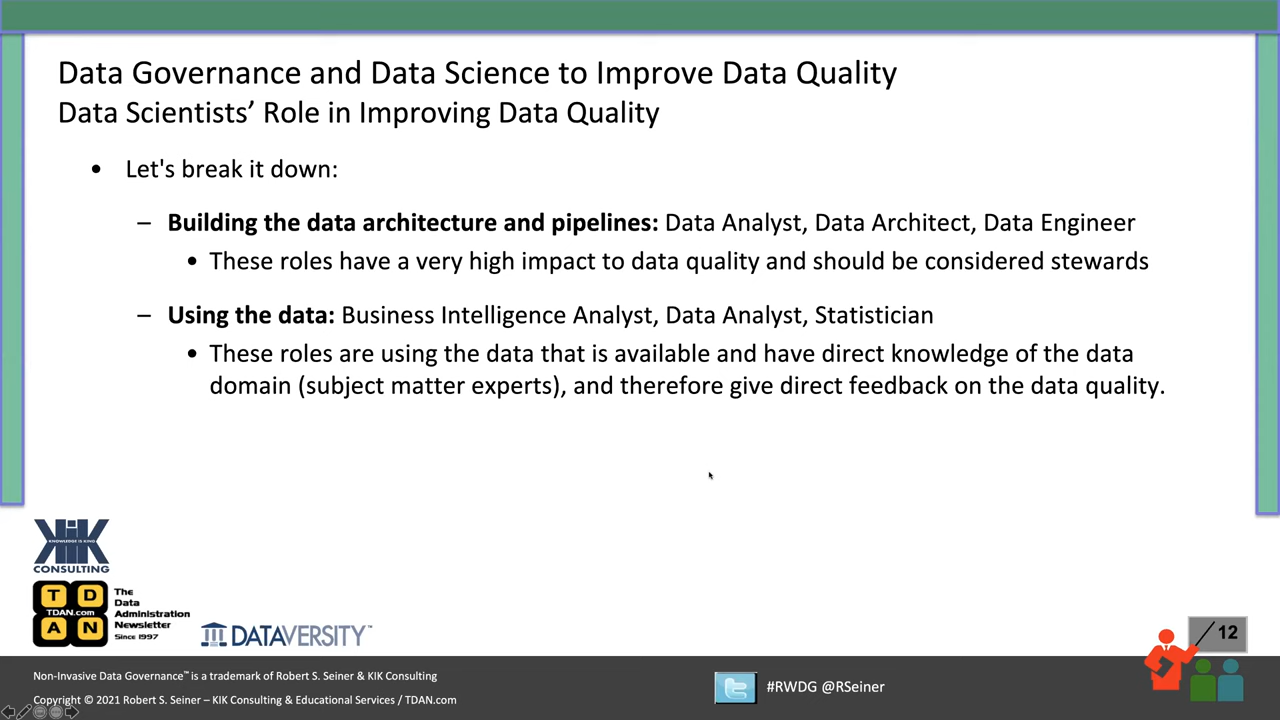 Data Governance and Data Science to Improve Data Quality
Data Scientists’ Role in Improving Data Quality
• Let's break it down:
– Building the data architecture and pipelines: Data Analyst, Data Architect, Data Engineer
• These roles have a very high impact to data quality and should be considered stewards
– Using the data: Business Intelligence Analyst, Data Analyst, Statistician
• These roles are using the data that is available and have direct knowledge of the data
domain (subject matter experts), and therefore give direct feedback on the data quality.
KIK
KNOWLEDGE IS KING
CONSULTING
T D
TDAN.com
A N
The
Data
Administration
Newsletter
Since 1997
DATAVERSITY™
12
Non-Invasive Data Governance™ is a trademark of Robert S. Seiner & KIK Consulting
Copyright © 2021 Robert S. Seiner – KIK Consulting & Educational Services / TDAN.com
#RWDG @RSeiner